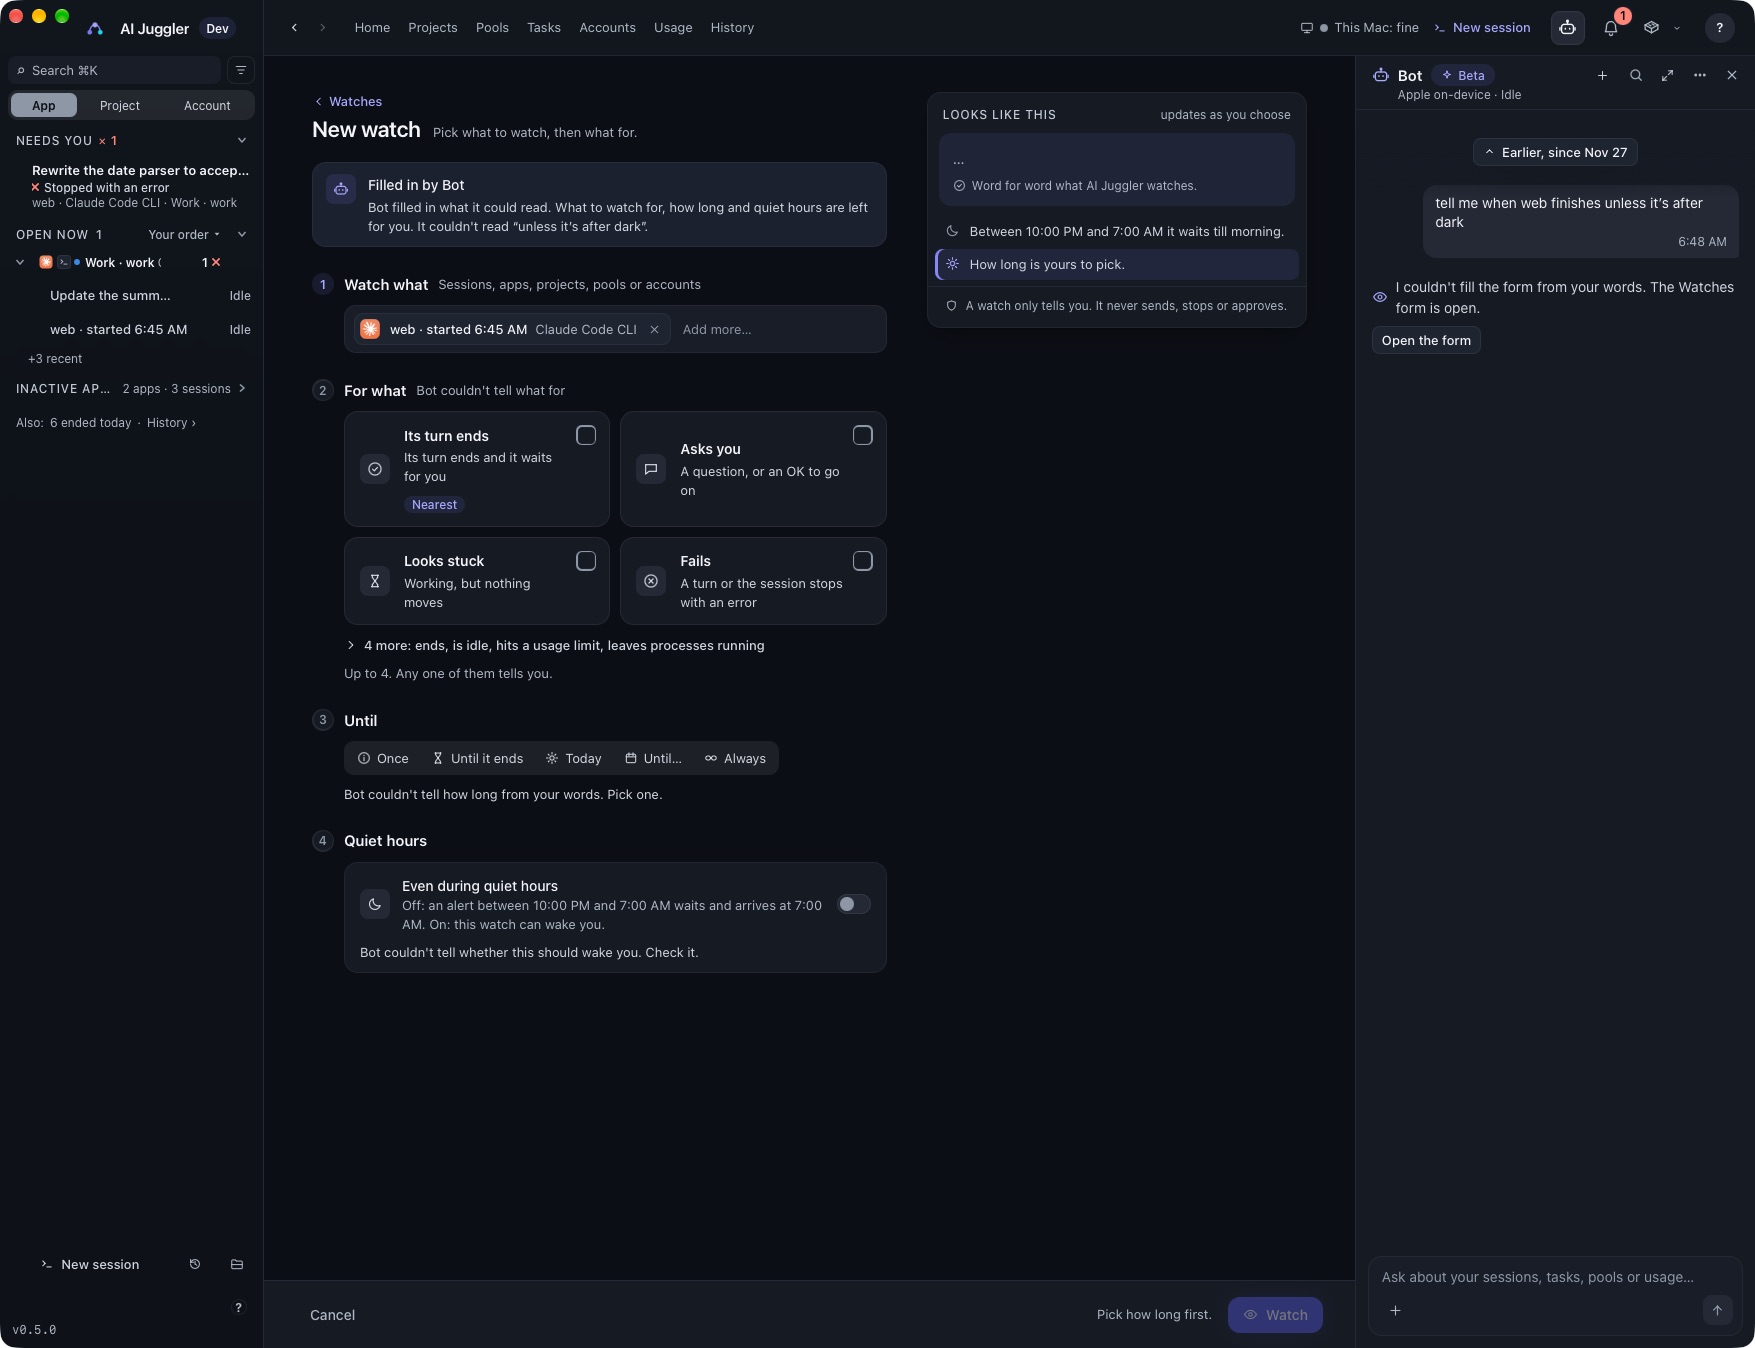 AI Juggler Dev
Search ⌘K
App Project Account
NEEDS YOU × 1
Rewrite the date parser to accep...
Stopped with an error
web · Claude Code CLI · Work · work
OPEN NOW 1 Your order
Work · work 1
Update the summ... Idle
web · started 6:45 AM Idle
+3 recent
INACTIVE AP... 2 apps · 3 sessions
Also: 6 ended today · History ›
New session
?
v0.5.0
Home Projects Pools Tasks Accounts Usage History
This Mac: fine New session 1 ?
‹ Watches
New watch Pick what to watch, then what for.
Filled in by Bot
Bot filled in what it could read. What to watch for, how long and quiet hours are left
for you. It couldn't read “unless it’s after dark”.
1 Watch what Sessions, apps, projects, pools or accounts
web · started 6:45 AM Claude Code CLI × Add more...
2 For what Bot couldn't tell what for
Its turn ends
Its turn ends and it waits
for you
Nearest
Asks you
A question, or an OK to go
on
Looks stuck
Working, but nothing
moves
Fails
A turn or the session stops
with an error
4 more: ends, is idle, hits a usage limit, leaves processes running
Up to 4. Any one of them tells you.
3 Until
Once Until it ends Today Until... Always
Bot couldn't tell how long from your words. Pick one.
4 Quiet hours
Even during quiet hours
Off: an alert between 10:00 PM and 7:00 AM waits and arrives at 7:00
AM. On: this watch can wake you.
Bot couldn't tell whether this should wake you. Check it.
Cancel Pick how long first. Watch
LOOKS LIKE THIS updates as you choose
...
Word for word what AI Juggler watches.
Between 10:00 PM and 7:00 AM it waits till morning.
How long is yours to pick.
A watch only tells you. It never sends, stops or approves.
Bot Beta
Apple on-device · Idle
Earlier, since Nov 27
tell me when web finishes unless it’s after
dark
6:48 AM
I couldn't fill the form from your words. The Watches
form is open.
Open the form
Ask about your sessions, tasks, pools or usage...